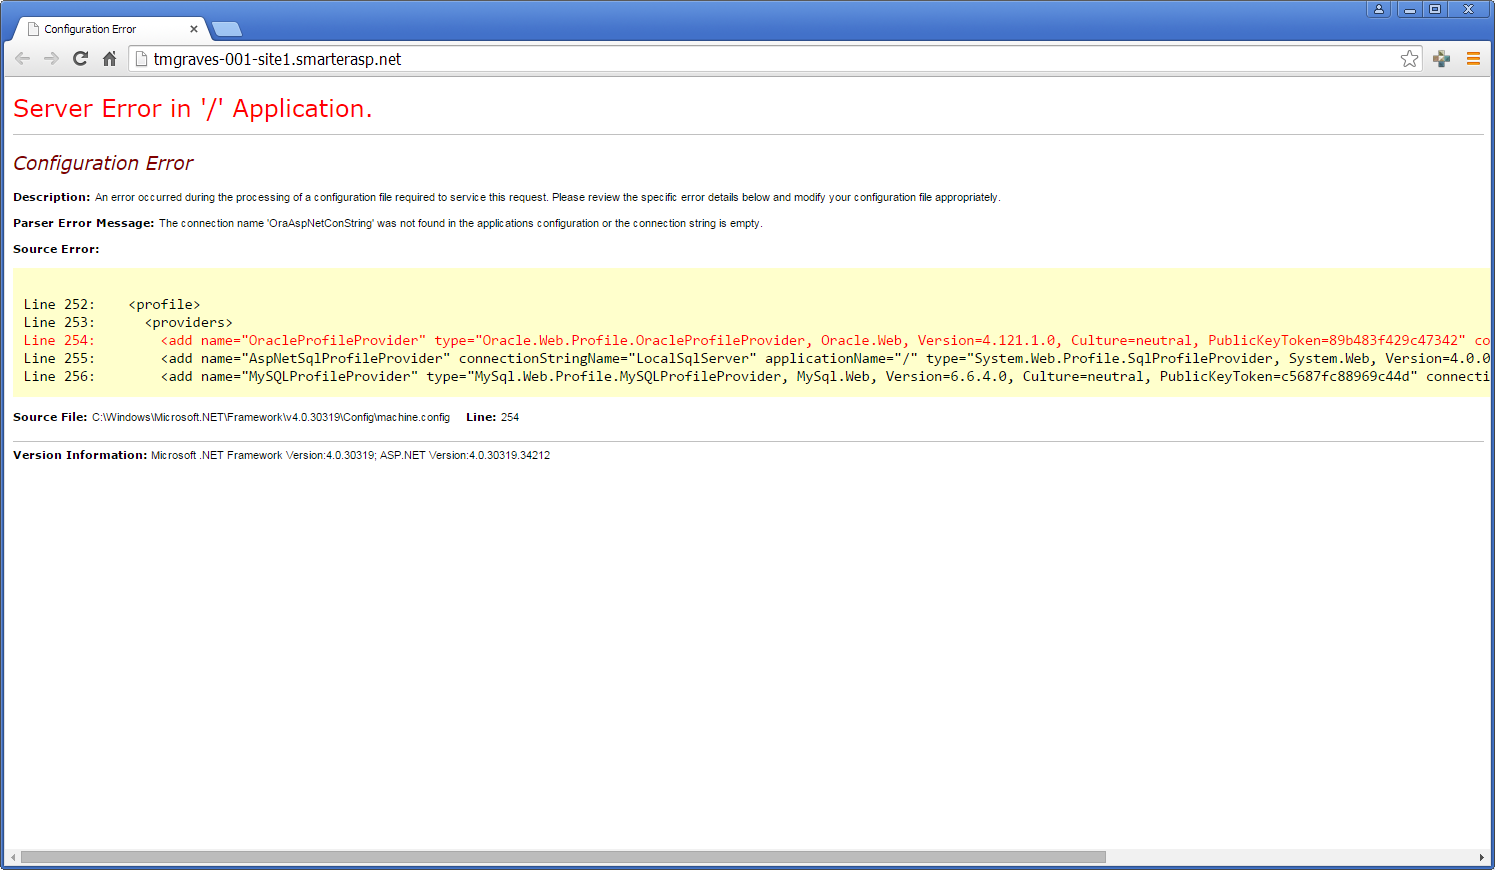 Configuration Error
tmgraves-001-site1.smarterasp.net
Server Error in '/' Application.
Configuration Error
Description: An error occurred during the processing of a configuration file required to service this request. Please review the specific error details below and modify your configuration file appropriately.
Parser Error Message: The connection name 'OraAspNetConString' was not found in the applications configuration or the connection string is empty.
Source Error:
Line 252:    <profile>
Line 253:      <providers>
Line 254:        <add name="OracleProfileProvider" type="Oracle.Web.Profile.OracleProfileProvider, Oracle.Web, Version=4.121.1.0, Culture=neutral, PublicKeyToken=89b483f429c47342" co
Line 255:        <add name="AspNetSqlProfileProvider" connectionStringName="LocalSqlServer" applicationName="/" type="System.Web.Profile.SqlProfileProvider, System.Web, Version=4.0.0
Line 256:        <add name="MySQLProfileProvider" type="MySql.Web.Profile.MySQLProfileProvider, MySql.Web, Version=6.6.4.0, Culture=neutral, PublicKeyToken=c5687fc88969c44d" connecti
Source File: C:\Windows\Microsoft.NET\Framework\v4.0.30319\Config\machine.config    Line: 254
Version Information: Microsoft .NET Framework Version:4.0.30319; ASP.NET Version:4.0.30319.34212